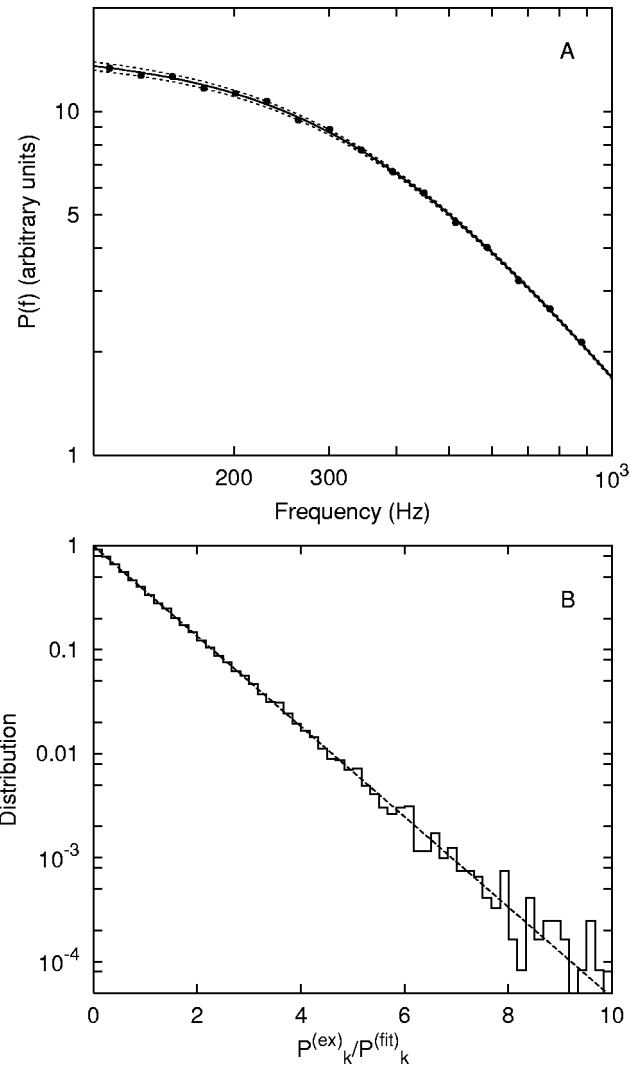 A
10
5
1
P(f) (arbitrary units)
200 300 10^3
Frequency (Hz)
B
1
0.1
0.01
10^-3
10^-4
Distribution
0 2 4 6 8 10
P^(ex)_k/P^(fit)_k